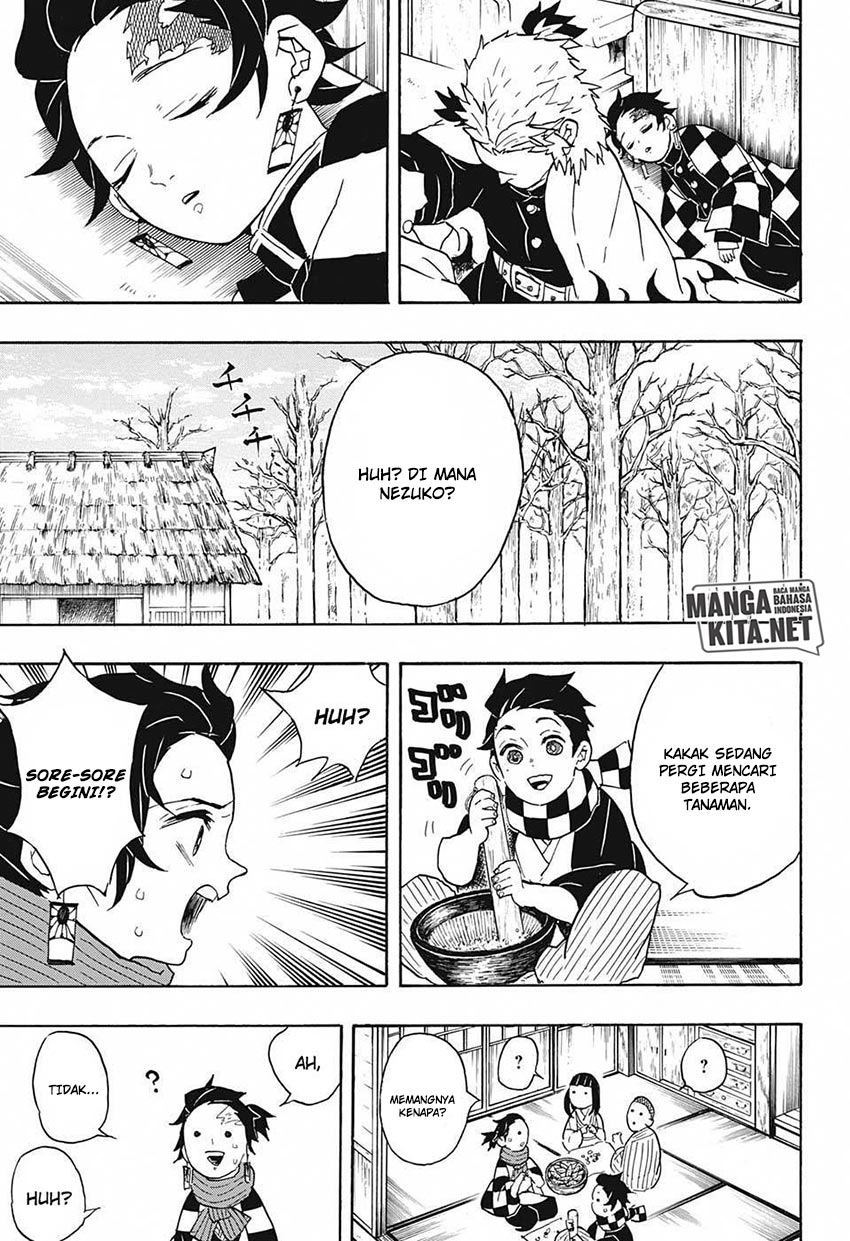 チ
チ
チ
HUH? DI MANA
NEZUKO?
MANGA
KITA.NET
BACA MANGA
BAHASA
INDONESIA
KAKAK SEDANG
PERGI MENCARI
BEBERAPA
TANAMAN.
HUH?
SORE-SORE
BEGINI!?
?
?
MEMANGNYA
KENAPA?
AH,
?
TIDAK...
HUH?